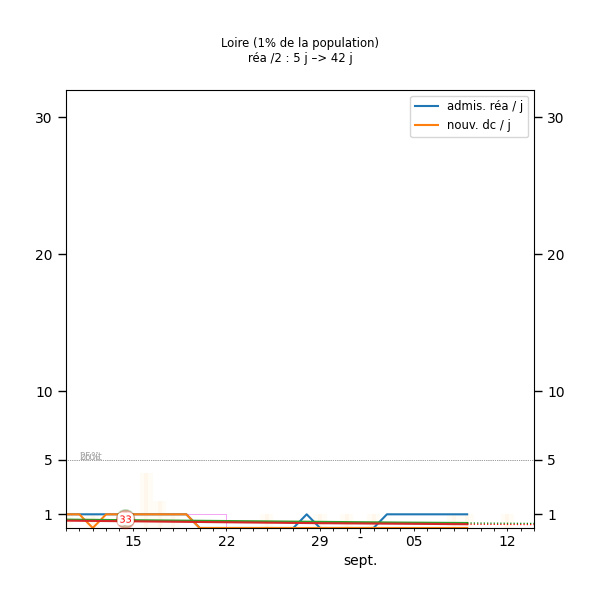 Loire (1% de la population)
réa /2 : 5 j –> 42 j
admis. réa / j
nouv. dc / j
30 30
20 20
10 10
5 5
1 1
33
15 22 29 - 05 12
sept.